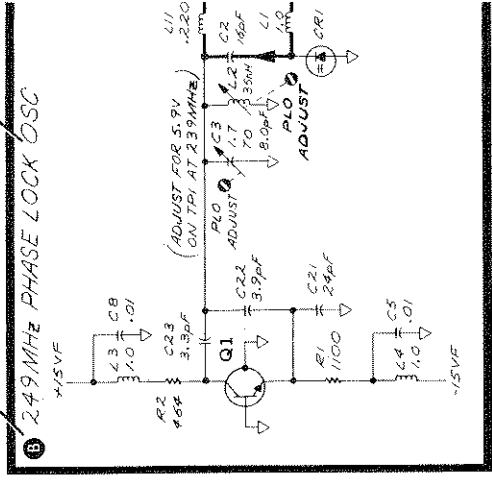 B 249MHz PHASE LOCK OSC
+15VF
C8
.01
L3
1.0
C23
3.3pF
R2
464
Q1
C22
3.9pF
C21
24pF
R1
1100
C5
.01
L4
1.0
-15VF
(ADJUST FOR 5.9V
ON TP1 AT 239MHz)
PLO
ADJUST
C3
1.7
TO
8.0pF
L2
35nH
PLO
ADJUST
L11
.220
C2
16pF
L1
1.0
CR1